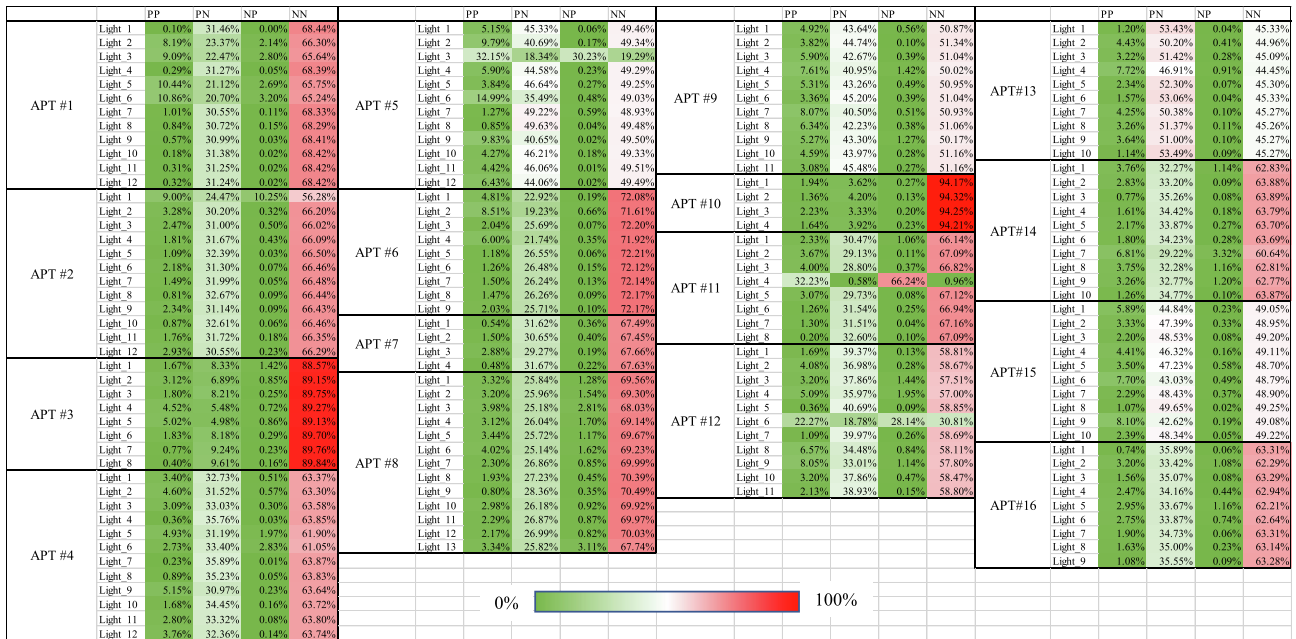 PP PN NP NN
APT #1
Light_1 0.10% 31.46% 0.00% 68.44%
Light_2 8.19% 23.37% 2.14% 66.30%
Light_3 9.09% 22.47% 2.80% 65.64%
Light_4 0.29% 31.27% 0.05% 68.39%
Light_5 10.44% 21.12% 2.69% 65.75%
Light_6 10.86% 20.70% 3.20% 65.24%
Light_7 1.01% 30.55% 0.11% 68.33%
Light_8 0.84% 30.72% 0.15% 68.29%
Light_9 0.57% 30.99% 0.03% 68.41%
Light_10 0.18% 31.38% 0.02% 68.42%
Light_11 0.31% 31.25% 0.02% 68.42%
Light_12 0.32% 31.24% 0.02% 68.42%
APT #2
Light_1 9.00% 24.47% 10.25% 56.28%
Light_2 3.28% 30.20% 0.32% 66.20%
Light_3 2.47% 31.00% 0.50% 66.02%
Light_4 1.81% 31.67% 0.43% 66.09%
Light_5 1.09% 32.39% 0.03% 66.50%
Light_6 2.18% 31.30% 0.07% 66.46%
Light_7 1.49% 31.99% 0.05% 66.48%
Light_8 0.81% 32.67% 0.09% 66.44%
Light_9 2.34% 31.14% 0.09% 66.43%
Light_10 0.87% 32.61% 0.06% 66.46%
Light_11 1.76% 31.72% 0.18% 66.35%
Light_12 2.93% 30.55% 0.23% 66.29%
APT #3
Light_1 1.67% 8.33% 1.42% 88.57%
Light_2 3.12% 6.89% 0.85% 89.15%
Light_3 1.80% 8.21% 0.25% 89.75%
Light_4 4.52% 5.48% 0.72% 89.27%
Light_5 5.02% 4.98% 0.86% 89.13%
Light_6 1.83% 8.18% 0.29% 89.70%
Light_7 0.77% 9.24% 0.23% 89.76%
Light_8 0.40% 9.61% 0.16% 89.84%
APT #4
Light_1 3.40% 32.73% 0.51% 63.37%
Light_2 4.60% 31.52% 0.57% 63.30%
Light_3 3.09% 33.03% 0.30% 63.58%
Light_4 0.36% 35.76% 0.03% 63.85%
Light_5 4.93% 31.19% 1.97% 61.90%
Light_6 2.73% 33.40% 2.83% 61.05%
Light_7 0.23% 35.89% 0.01% 63.87%
Light_8 0.89% 35.23% 0.05% 63.83%
Light_9 5.15% 30.97% 0.23% 63.64%
Light_10 1.68% 34.45% 0.16% 63.72%
Light_11 2.80% 33.32% 0.08% 63.80%
Light_12 3.76% 32.36% 0.14% 63.74%
PP PN NP NN
APT #5
Light_1 5.15% 45.33% 0.06% 49.46%
Light_2 9.79% 40.69% 0.17% 49.34%
Light_3 32.15% 18.34% 30.23% 19.29%
Light_4 5.90% 44.58% 0.23% 49.29%
Light_5 3.84% 46.64% 0.27% 49.25%
Light_6 14.99% 35.49% 0.48% 49.03%
Light_7 1.27% 49.22% 0.59% 48.93%
Light_8 0.85% 49.63% 0.04% 49.48%
Light_9 9.83% 40.65% 0.02% 49.50%
Light_10 4.27% 46.21% 0.18% 49.33%
Light_11 4.42% 46.06% 0.01% 49.51%
Light_12 6.43% 44.06% 0.02% 49.49%
APT #6
Light_1 4.81% 22.92% 0.19% 72.08%
Light_2 8.51% 19.23% 0.66% 71.61%
Light_3 2.04% 25.69% 0.07% 72.20%
Light_4 6.00% 21.74% 0.35% 71.92%
Light_5 1.18% 26.55% 0.06% 72.21%
Light_6 1.26% 26.48% 0.15% 72.12%
Light_7 1.50% 26.24% 0.13% 72.14%
Light_8 1.47% 26.26% 0.09% 72.17%
Light_9 2.03% 25.71% 0.10% 72.17%
APT #7
Light_1 0.54% 31.62% 0.36% 67.49%
Light_2 1.50% 30.65% 0.40% 67.45%
Light_3 2.88% 29.27% 0.19% 67.66%
Light_4 0.48% 31.67% 0.22% 67.63%
APT #8
Light_1 3.32% 25.84% 1.28% 69.56%
Light_2 3.20% 25.96% 1.54% 69.30%
Light_3 3.98% 25.18% 2.81% 68.03%
Light_4 3.12% 26.04% 1.70% 69.14%
Light_5 3.44% 25.72% 1.17% 69.67%
Light_6 4.02% 25.14% 1.62% 69.23%
Light_7 2.30% 26.86% 0.85% 69.99%
Light_8 1.93% 27.23% 0.45% 70.39%
Light_9 0.80% 28.36% 0.35% 70.49%
Light_10 2.98% 26.18% 0.92% 69.92%
Light_11 2.29% 26.87% 0.87% 69.97%
Light_12 2.17% 26.99% 0.82% 70.03%
Light_13 3.34% 25.82% 3.11% 67.74%
PP PN NP NN
APT #9
Light_1 4.92% 43.64% 0.56% 50.87%
Light_2 3.82% 44.74% 0.10% 51.34%
Light_3 5.90% 42.67% 0.39% 51.04%
Light_4 7.61% 40.95% 1.42% 50.02%
Light_5 5.31% 43.26% 0.49% 50.95%
Light_6 3.36% 45.20% 0.39% 51.04%
Light_7 8.07% 40.50% 0.51% 50.93%
Light_8 6.34% 42.23% 0.38% 51.06%
Light_9 5.27% 43.30% 1.27% 50.17%
Light_10 4.59% 43.97% 0.28% 51.16%
Light_11 3.08% 45.48% 0.27% 51.16%
APT #10
Light_1 1.94% 3.62% 0.27% 94.17%
Light_2 1.36% 4.20% 0.13% 94.32%
Light_3 2.23% 3.33% 0.20% 94.25%
Light_4 1.64% 3.92% 0.23% 94.21%
APT #11
Light_1 2.33% 30.47% 1.06% 66.14%
Light_2 3.67% 29.13% 0.11% 67.09%
Light_3 4.00% 28.80% 0.37% 66.82%
Light_4 32.23% 0.58% 66.24% 0.96%
Light_5 3.07% 29.73% 0.08% 67.12%
Light_6 1.26% 31.54% 0.25% 66.94%
Light_7 1.30% 31.51% 0.04% 67.16%
Light_8 0.20% 32.60% 0.10% 67.09%
APT #12
Light_1 1.69% 39.37% 0.13% 58.81%
Light_2 4.08% 36.98% 0.28% 58.67%
Light_3 3.20% 37.86% 1.44% 57.51%
Light_4 5.09% 35.97% 1.95% 57.00%
Light_5 0.36% 40.69% 0.09% 58.85%
Light_6 22.27% 18.78% 28.14% 30.81%
Light_7 1.09% 39.97% 0.26% 58.69%
Light_8 6.57% 34.48% 0.84% 58.11%
Light_9 8.05% 33.01% 1.14% 57.80%
Light_10 3.20% 37.86% 0.47% 58.47%
Light_11 2.13% 38.93% 0.15% 58.80%
PP PN NP NN
APT#13
Light_1 1.20% 53.43% 0.04% 45.33%
Light_2 4.43% 50.20% 0.41% 44.96%
Light_3 3.22% 51.42% 0.28% 45.09%
Light_4 7.72% 46.91% 0.91% 44.45%
Light_5 2.34% 52.30% 0.07% 45.30%
Light_6 1.57% 53.06% 0.04% 45.33%
Light_7 4.25% 50.38% 0.10% 45.27%
Light_8 3.26% 51.37% 0.11% 45.26%
Light_9 3.64% 51.00% 0.10% 45.27%
Light_10 1.14% 53.49% 0.09% 45.27%
APT#14
Light_1 3.76% 32.27% 1.14% 62.83%
Light_2 2.83% 33.20% 0.09% 63.88%
Light_3 0.77% 35.26% 0.08% 63.89%
Light_4 1.61% 34.42% 0.18% 63.79%
Light_5 2.17% 33.87% 0.27% 63.70%
Light_6 1.80% 34.23% 0.28% 63.69%
Light_7 6.81% 29.22% 3.32% 60.64%
Light_8 3.75% 32.28% 1.16% 62.81%
Light_9 3.26% 32.77% 1.20% 62.77%
Light_10 1.26% 34.77% 0.10% 63.87%
APT#15
Light_1 5.89% 44.84% 0.23% 49.05%
Light_2 3.33% 47.39% 0.33% 48.95%
Light_3 2.20% 48.53% 0.08% 49.20%
Light_4 4.41% 46.32% 0.16% 49.11%
Light_5 3.50% 47.23% 0.58% 48.70%
Light_6 7.70% 43.03% 0.49% 48.79%
Light_7 2.29% 48.43% 0.37% 48.90%
Light_8 1.07% 49.65% 0.02% 49.25%
Light_9 8.10% 42.62% 0.19% 49.08%
Light_10 2.39% 48.34% 0.05% 49.22%
APT#16
Light_1 0.74% 35.89% 0.06% 63.31%
Light_2 3.20% 33.42% 1.08% 62.29%
Light_3 1.56% 35.07% 0.08% 63.29%
Light_4 2.47% 34.16% 0.44% 62.94%
Light_5 2.95% 33.67% 1.16% 62.21%
Light_6 2.75% 33.87% 0.74% 62.64%
Light_7 1.90% 34.73% 0.06% 63.31%
Light_8 1.63% 35.00% 0.23% 63.14%
Light_9 1.08% 35.55% 0.09% 63.28%
0% 100%